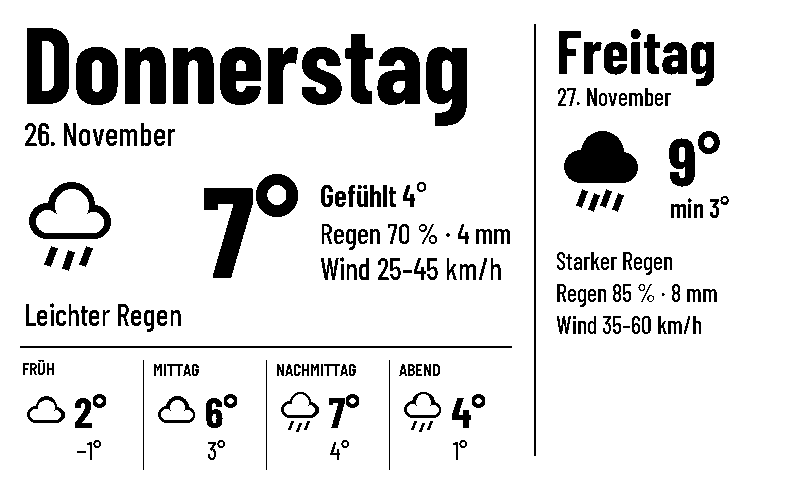 Donnerstag
26. November
7°
Gefühlt 4°
Regen 70 % · 4 mm
Wind 25–45 km/h
Leichter Regen
FRÜH
2°
–1°
MITTAG
6°
3°
NACHMITTAG
7°
4°
ABEND
4°
1°
Freitag
27. November
9°
min 3°
Starker Regen
Regen 85 % · 8 mm
Wind 35–60 km/h